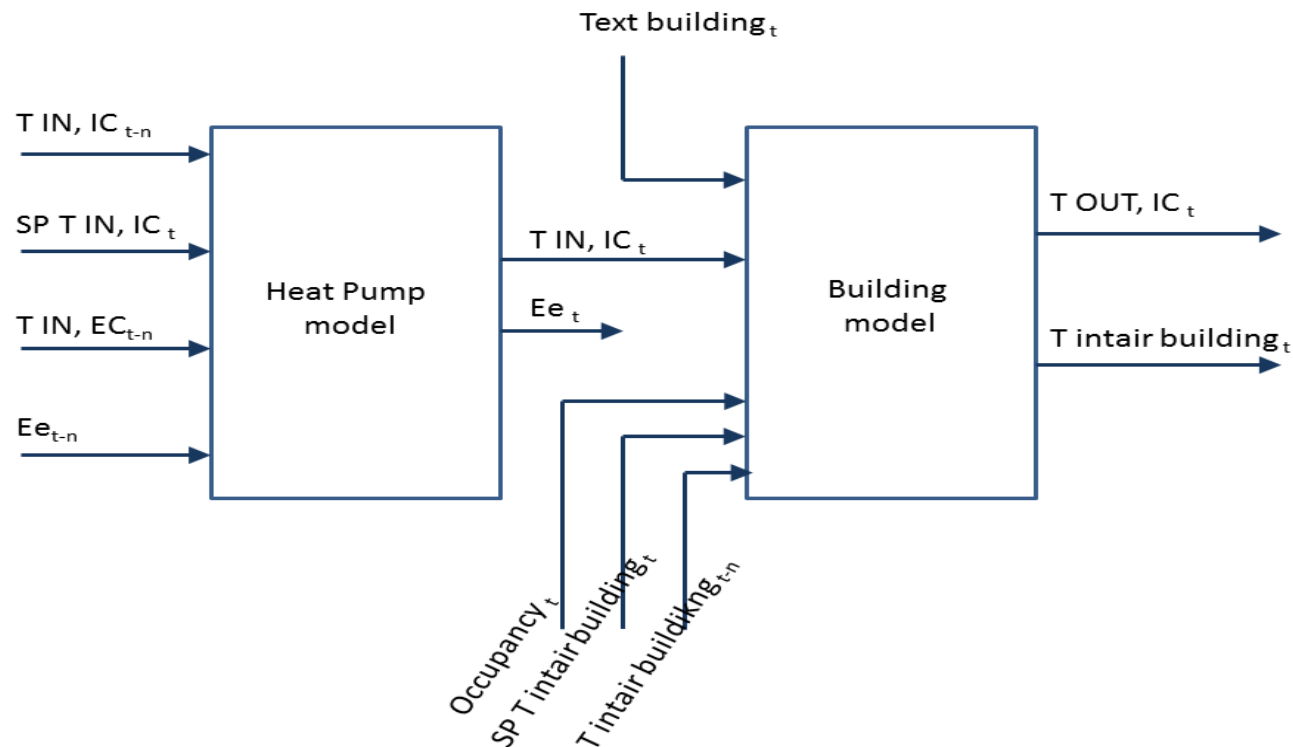 Text building t
T IN, IC t-n
SP T IN, IC t
T IN, EC t-n
Ee t-n
Heat Pump
model
T IN, IC t
Ee t
Building
model
T OUT, IC t
T intair building t
Occupancy t
SP T intair building t
T intair buildikng t-n